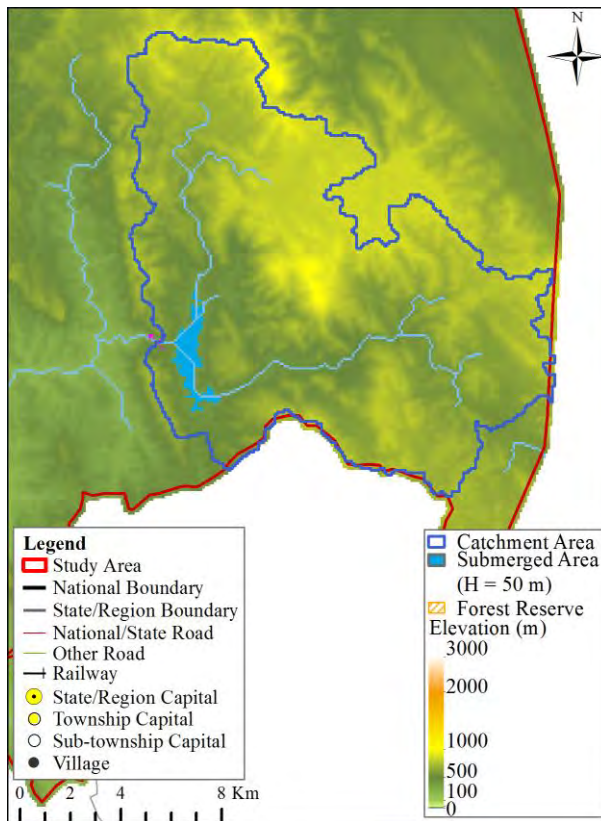 N
Legend
Study Area
National Boundary
State/Region Boundary
National/State Road
Other Road
Railway
State/Region Capital
Township Capital
Sub-township Capital
Village
0 2 4 8 Km
Catchment Area
Submerged Area
(H = 50 m)
Forest Reserve
Elevation (m)
3000
2000
1000
500
100
0